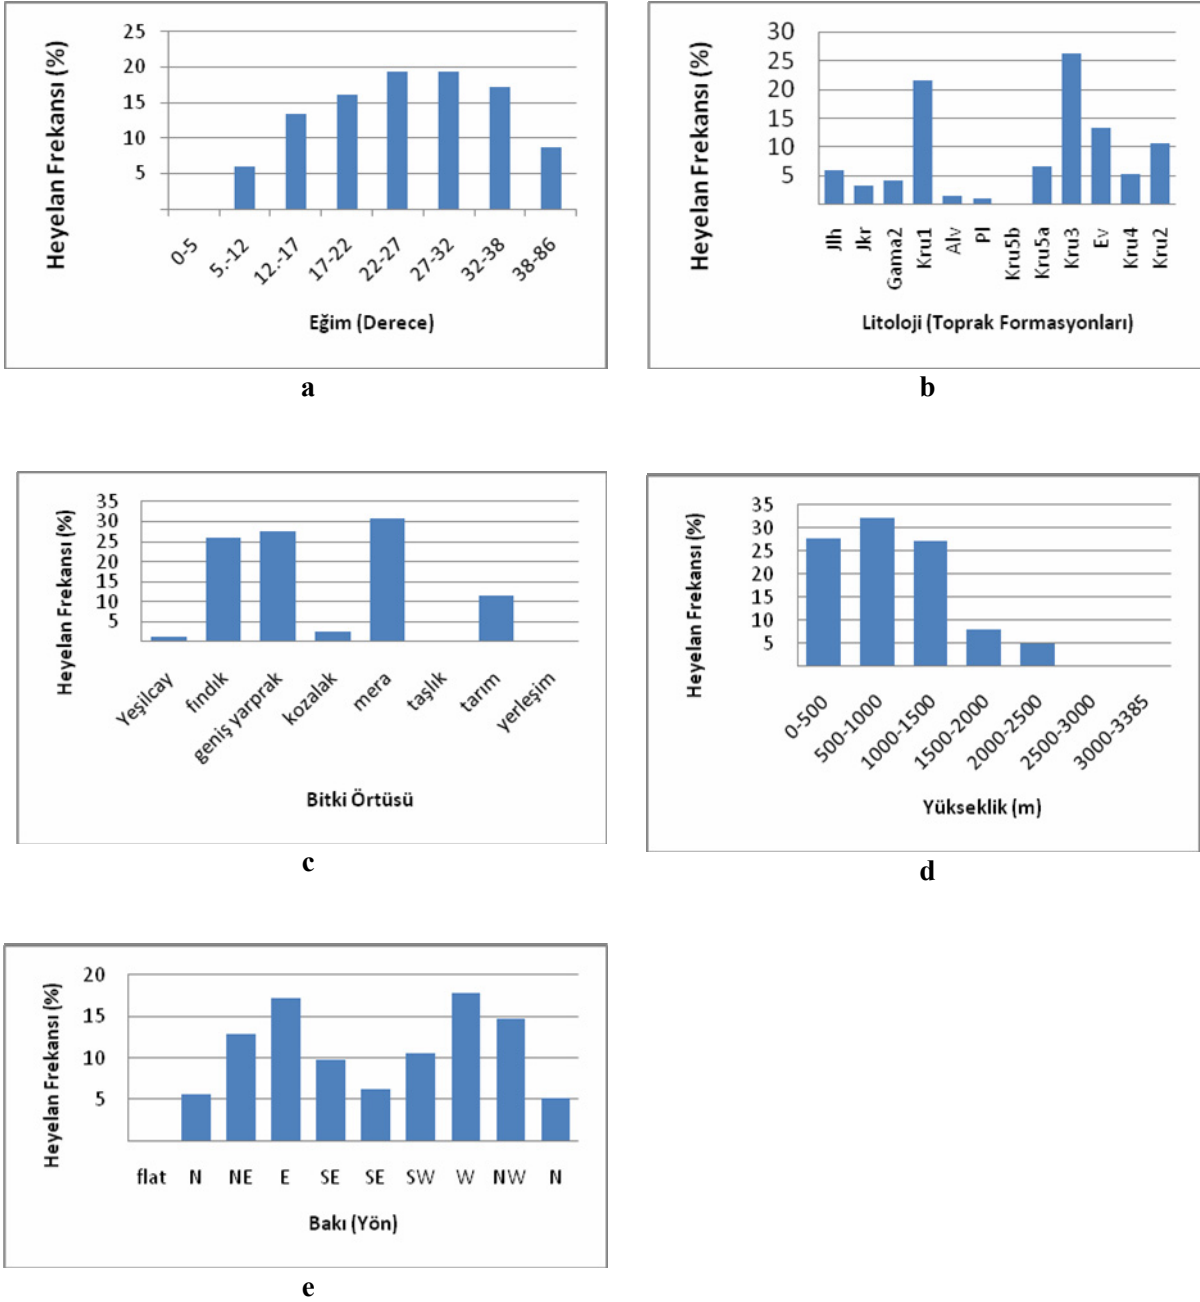 Heyelan Frekansı (%)
25
20
15
10
5
0-5
5.-12
12.-17
17-22
22-27
27-32
32-38
38-86
Eğim (Derece)
a
Heyelan Frekansı (%)
30
25
20
15
10
5
Jlh
Jkr
Gama2
Kru1
Alv
Pl
Kru5b
Kru5a
Kru3
Ev
Kru4
Kru2
Litoloji (Toprak Formasyonları)
b
Heyelan Frekansı (%)
35
30
25
20
15
10
5
Yeşilcay
fındık
geniş yarprak
kozalak
mera
taşlık
tarım
yerleşim
Bitki Örtüsü
c
Heyelan Frekansı (%)
35
30
25
20
15
10
5
0-500
500-1000
1000-1500
1500-2000
2000-2500
2500-3000
3000-3385
Yükseklik (m)
d
Heyelan Frekansı (%)
20
15
10
5
flat N NE E SE SE SW W NW N
Bakı (Yön)
e